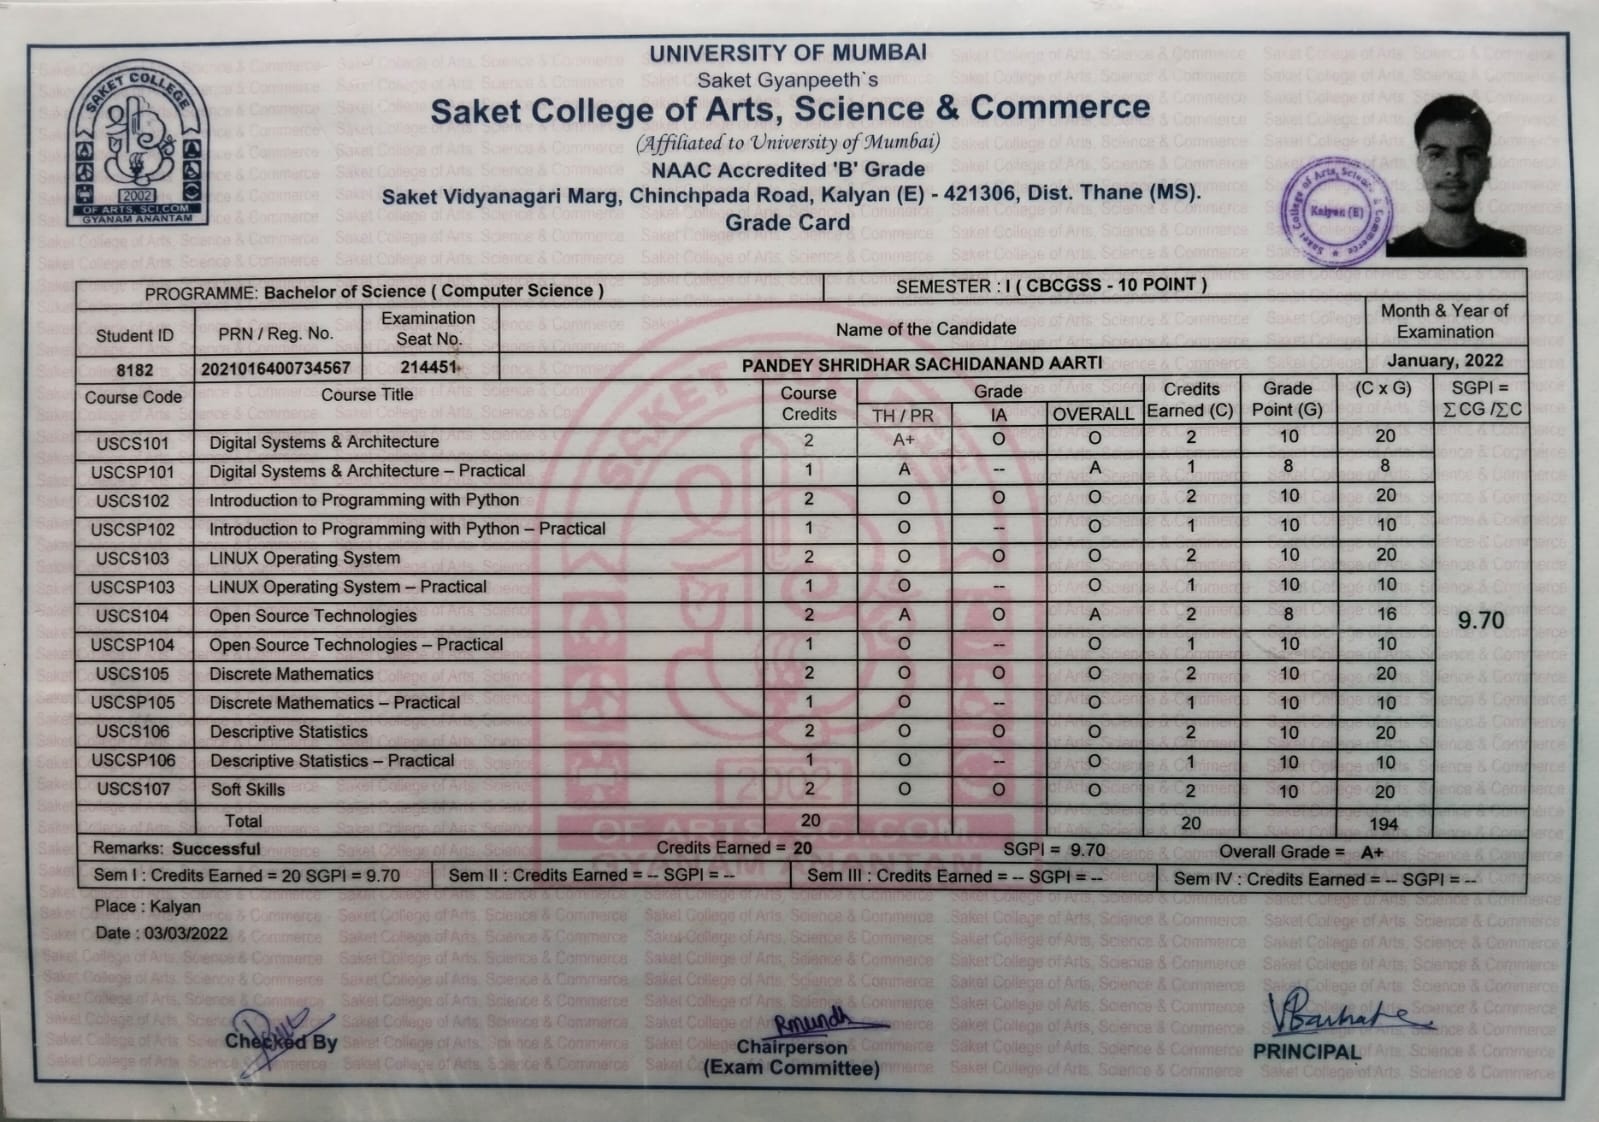 UNIVERSITY OF MUMBAI
Saket Gyanpeeth`s
Saket College of Arts, Science & Commerce
(Affiliated to University of Mumbai)
NAAC Accredited 'B' Grade
Saket Vidyanagari Marg, Chinchpada Road, Kalyan (E) - 421306, Dist. Thane (MS).
Grade Card
SAKET COLLEGE
2002
OF ARTS, SCI.COM
GYANAM ANANTAM
Saket College of Arts, Science & Commerce
Kalyan (E)
PROGRAMME: Bachelor of Science ( Computer Science ) SEMESTER : I ( CBCGSS - 10 POINT )
Student ID PRN / Reg. No. Examination Seat No. Name of the Candidate Month & Year of Examination
8182 2021016400734567 214451 PANDEY SHRIDHAR SACHIDANAND AARTI January, 2022
Course Code Course Title Course Credits Grade Credits Earned (C) Grade Point (G) (C x G) SGPI = ∑CG /∑C
TH / PR IA OVERALL
USCS101 Digital Systems & Architecture 2 A+ O O 2 10 20
USCSP101 Digital Systems & Architecture – Practical 1 A -- A 1 8 8
USCS102 Introduction to Programming with Python 2 O O O 2 10 20
USCSP102 Introduction to Programming with Python – Practical 1 O -- O 1 10 10
USCS103 LINUX Operating System 2 O O O 2 10 20
USCSP103 LINUX Operating System – Practical 1 O -- O 1 10 10
USCS104 Open Source Technologies 2 A O A 2 8 16
9.70
USCSP104 Open Source Technologies – Practical 1 O -- O 1 10 10
USCS105 Discrete Mathematics 2 O O O 2 10 20
USCSP105 Discrete Mathematics – Practical 1 O -- O 1 10 10
USCS106 Descriptive Statistics 2 O O O 2 10 20
USCSP106 Descriptive Statistics – Practical 1 O -- O 1 10 10
USCS107 Soft Skills 2 O O O 2 10 20
Total 20 20 194
Remarks: Successful Credits Earned = 20 SGPI = 9.70 Overall Grade = A+
Sem I : Credits Earned = 20 SGPI = 9.70 Sem II : Credits Earned = -- SGPI = -- Sem III : Credits Earned = -- SGPI = -- Sem IV : Credits Earned = -- SGPI = --
Place : Kalyan
Date : 03/03/2022
Checked By
Chairperson
(Exam Committee)
PRINCIPAL